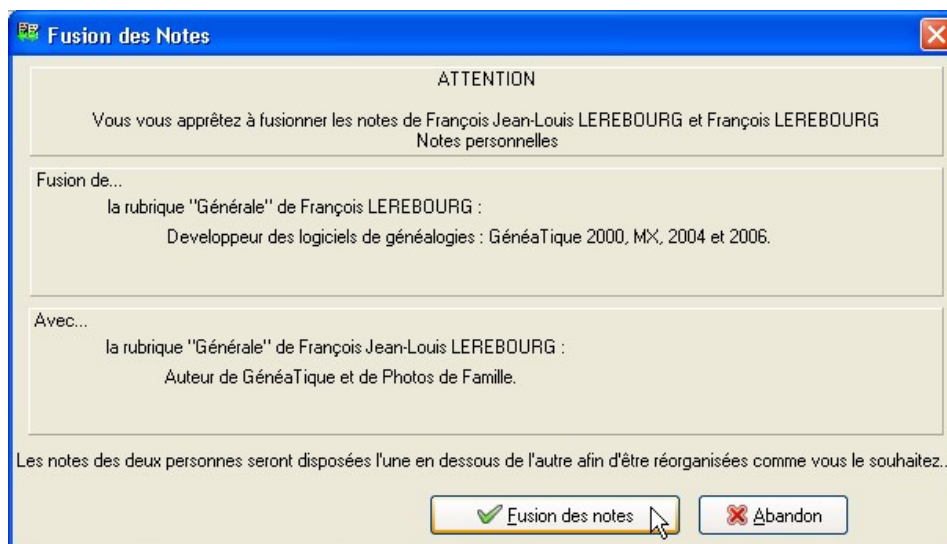 Fusion des Notes
ATTENTION
Vous vous apprêtez à fusionner les notes de François Jean-Louis LEREBOURG et François LEREBOURG
Notes personnelles
Fusion de...
la rubrique "Générale" de François LEREBOURG :
Developpeur des logiciels de généalogies : GénéaTique 2000, MX, 2004 et 2006.
Avec...
la rubrique "Générale" de François Jean-Louis LEREBOURG :
Auteur de GénéaTique et de Photos de Famille.
Les notes des deux personnes seront disposées l'une en dessous de l'autre afin d'être réorganisées comme vous le souhaitez..
Fusion des notes
Abandon